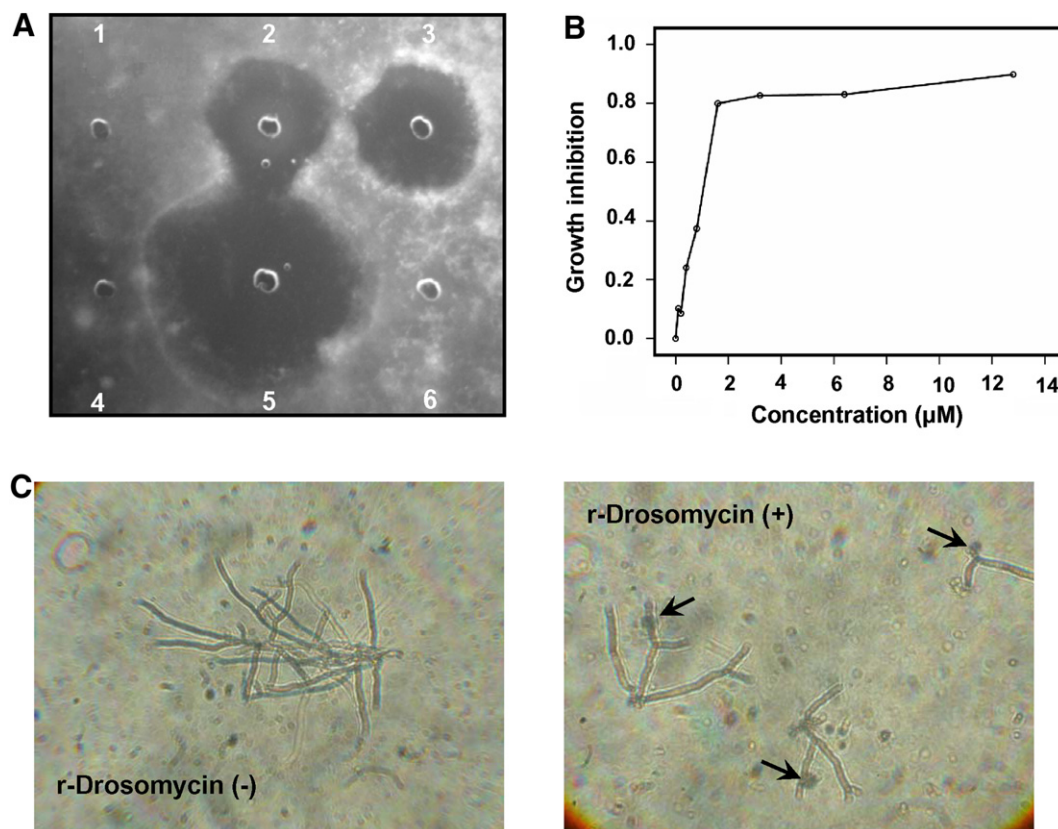 A
1 2 3
4 5 6
B
1.0
0.8
0.6
0.4
0.2
0.0
Growth inhibition
0 2 4 6 8 10 12 14
Concentration (µM)
C
r-Drosomycin (-)
r-Drosomycin (+)